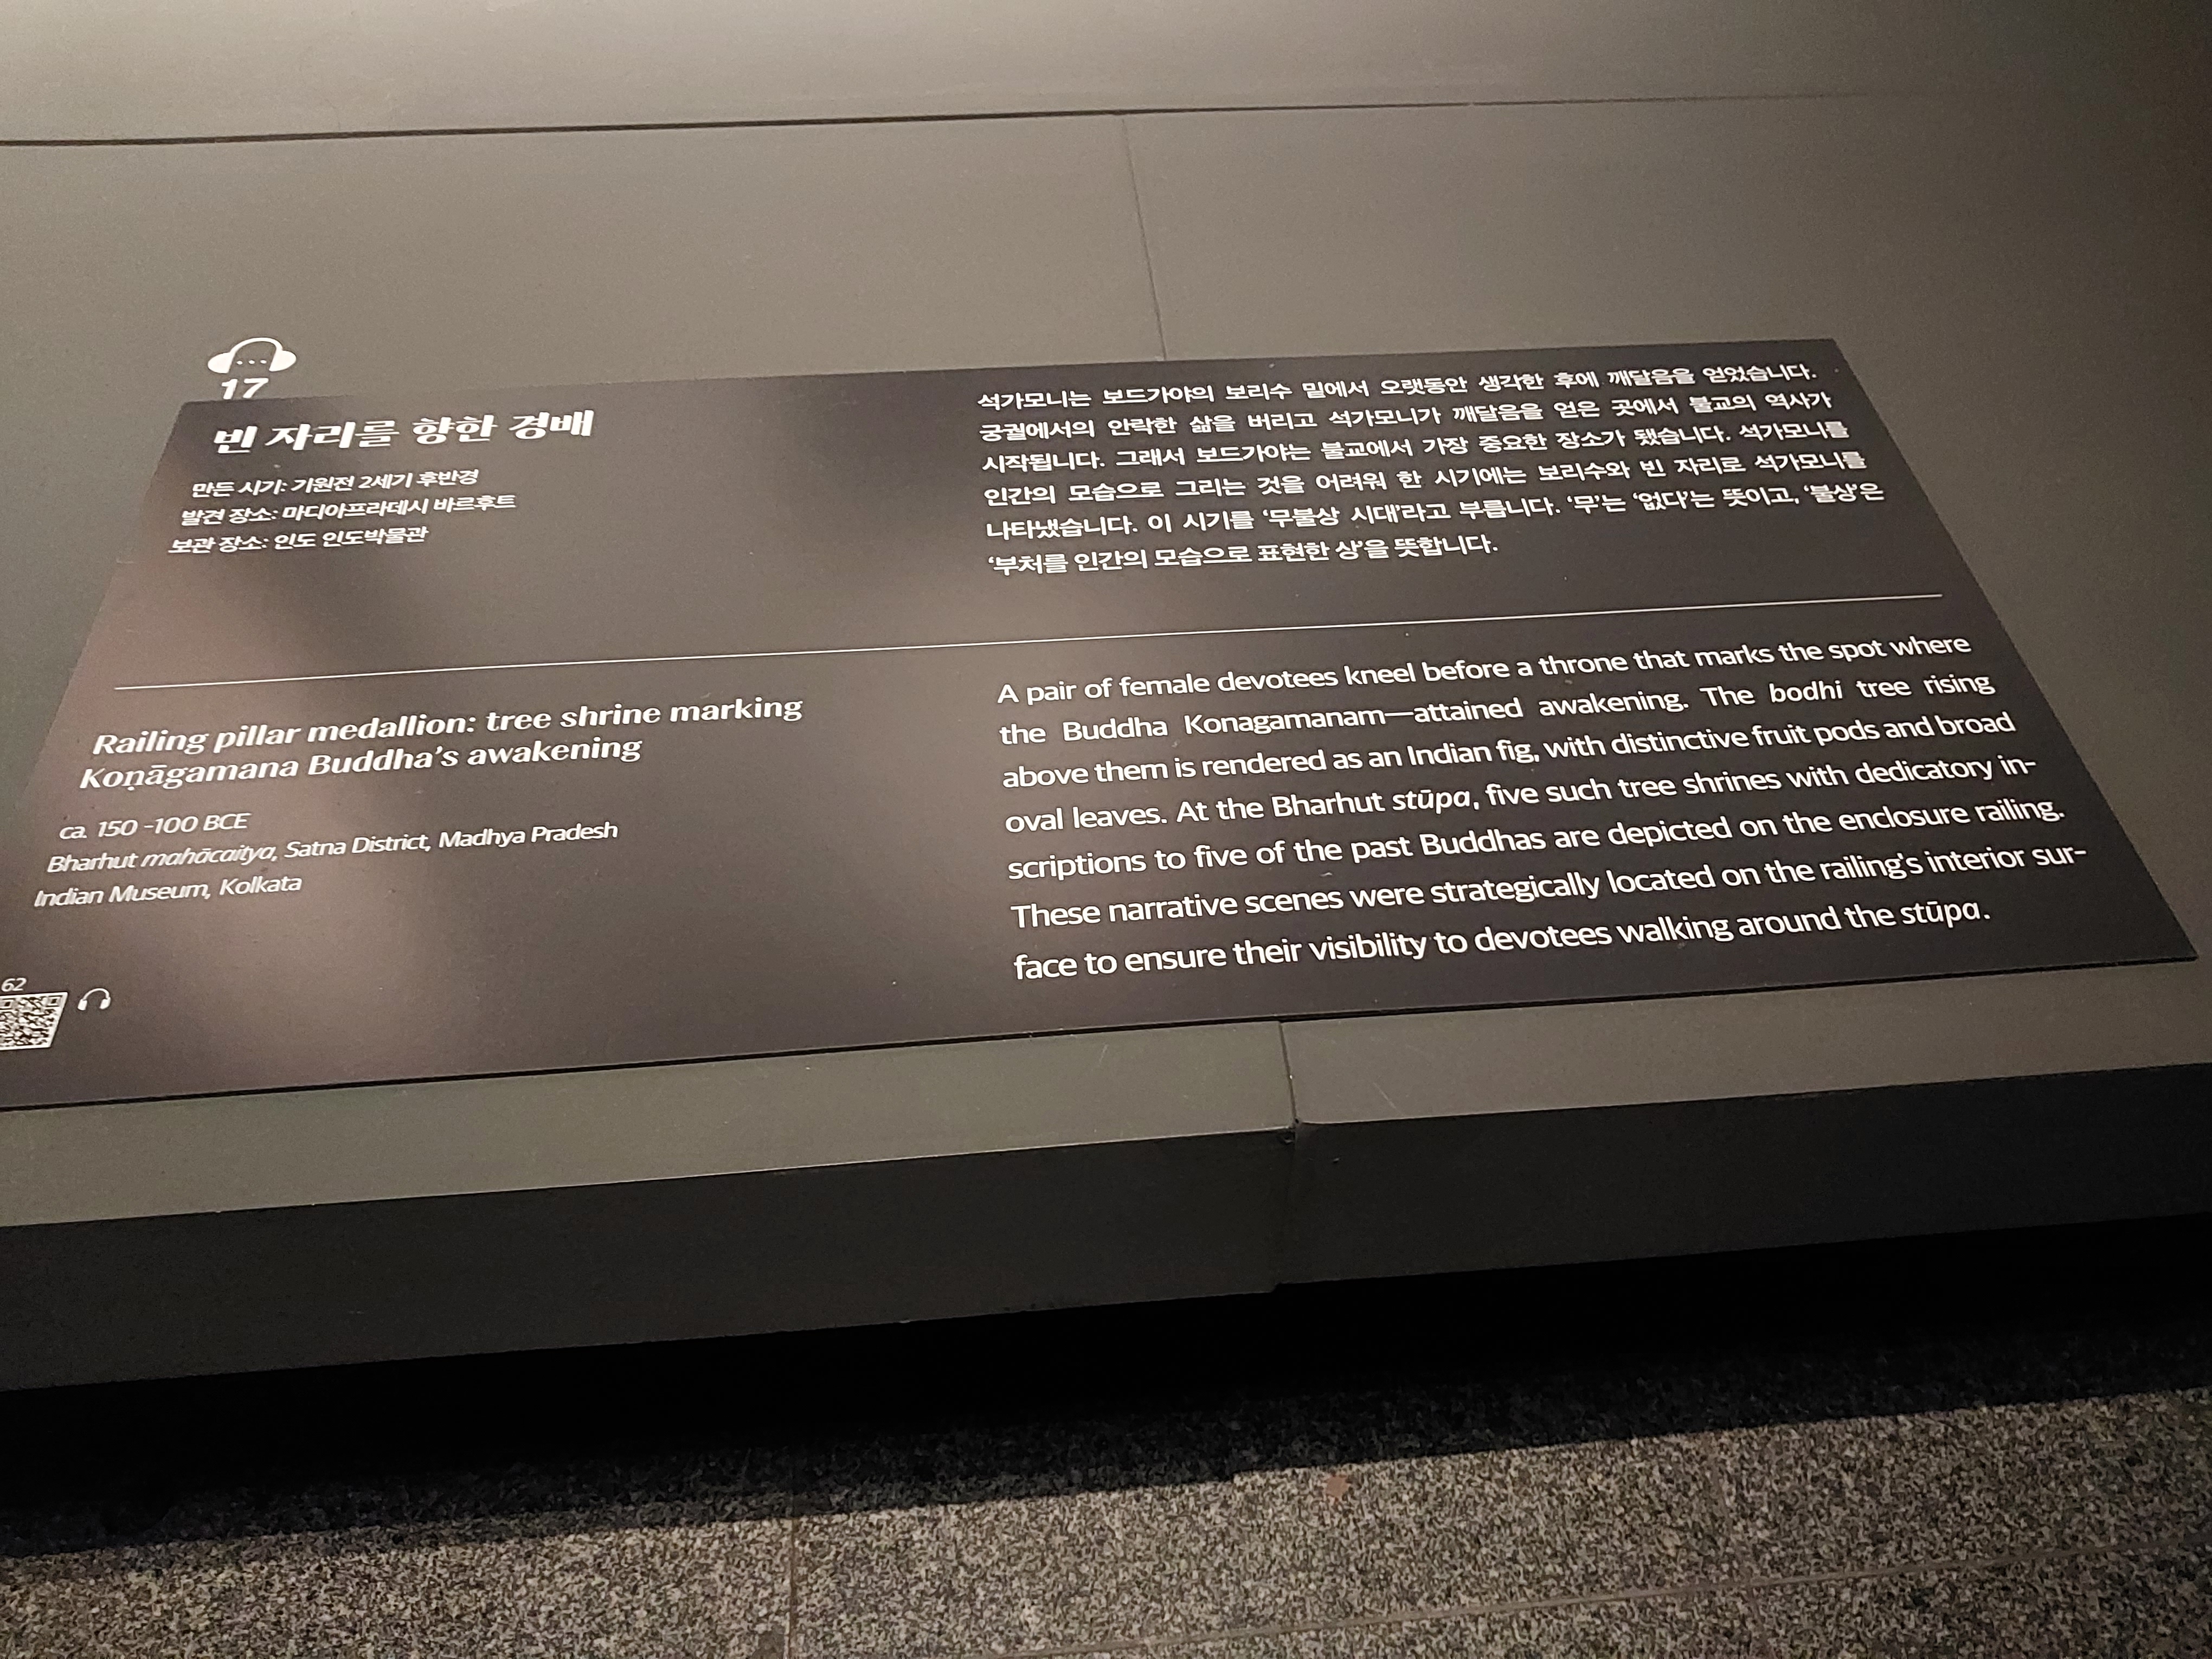 17
빈 자리를 향한 경배
만든 시기: 기원전 2세기 후반경
발견 장소: 마디아프라데시 바르후트
보관 장소: 인도 인도박물관
석가모니는 보드가야의 보리수 밑에서 오랫동안 생각한 후에 깨달음을 얻었습니다.
궁궐에서의 안락한 삶을 버리고 석가모니가 깨달음을 얻은 곳에서 불교의 역사가
시작됩니다. 그래서 보드가야는 불교에서 가장 중요한 장소가 됐습니다. 석가모니를
인간의 모습으로 그리는 것을 어려워 한 시기에는 보리수와 빈 자리로 석가모니를
나타냈습니다. 이 시기를 ‘무불상 시대’라고 부릅니다. ‘무’는 ‘없다’는 뜻이고, ‘불상’은
‘부처를 인간의 모습으로 표현한 상’을 뜻합니다.
Railing pillar medallion: tree shrine marking
Koṇāgamana Buddha’s awakening
ca. 150 -100 BCE
Bharhut mahācaitya, Satna District, Madhya Pradesh
Indian Museum, Kolkata
62
A pair of female devotees kneel before a throne that marks the spot where
the Buddha Konagamanam—attained awakening. The bodhi tree rising
above them is rendered as an Indian fig, with distinctive fruit pods and broad
oval leaves. At the Bharhut stūpa, five such tree shrines with dedicatory in-
scriptions to five of the past Buddhas are depicted on the enclosure railing.
These narrative scenes were strategically located on the railing's interior sur-
face to ensure their visibility to devotees walking around the stūpa.